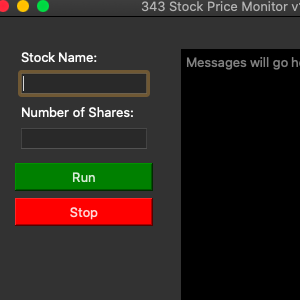 343 Stock Price Monitor
Stock Name:
Messages will go
Number of Shares:
Run
Stop